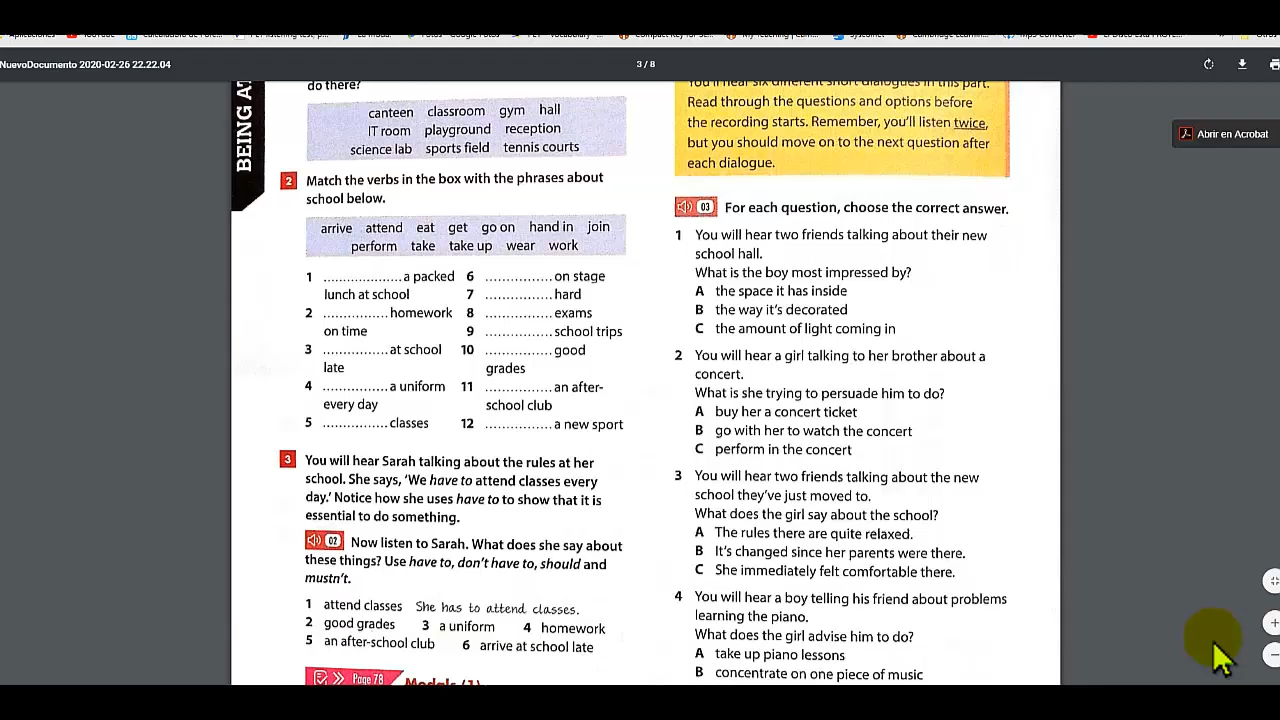 NuevoDocumento 2020-02-26 22.22.04
3 / 8
Abrir en Acrobat
BEING AT
do there?
canteen classroom gym hall
IT room playground reception
science lab sports field tennis courts
2 Match the verbs in the box with the phrases about
school below.
arrive attend eat get go on hand in join
perform take take up wear work
1 .................... a packed
lunch at school
2 ................ homework
on time
3 ................ at school
late
4 ................ a uniform
every day
5 ................ classes
6 ................ on stage
7 ................ hard
8 ................ exams
9 ................ school trips
10 ................ good
grades
11 ................ an after-
school club
12 ................ a new sport
3 You will hear Sarah talking about the rules at her
school. She says, 'We have to attend classes every
day.' Notice how she uses have to to show that it is
essential to do something.
02 Now listen to Sarah. What does she say about
these things? Use have to, don't have to, should and
mustn't.
1 attend classes She has to attend classes.
2 good grades 3 a uniform 4 homework
5 an after-school club 6 arrive at school late
Page 78 Modals (1)
You'll hear six different short dialogues in this part.
Read through the questions and options before
the recording starts. Remember, you'll listen twice,
but you should move on to the next question after
each dialogue.
03 For each question, choose the correct answer.
1 You will hear two friends talking about their new
school hall.
What is the boy most impressed by?
A the space it has inside
B the way it's decorated
C the amount of light coming in
2 You will hear a girl talking to her brother about a
concert.
What is she trying to persuade him to do?
A buy her a concert ticket
B go with her to watch the concert
C perform in the concert
3 You will hear two friends talking about the new
school they've just moved to.
What does the girl say about the school?
A The rules there are quite relaxed.
B It's changed since her parents were there.
C She immediately felt comfortable there.
4 You will hear a boy telling his friend about problems
learning the piano.
What does the girl advise him to do?
A take up piano lessons
B concentrate on one piece of music